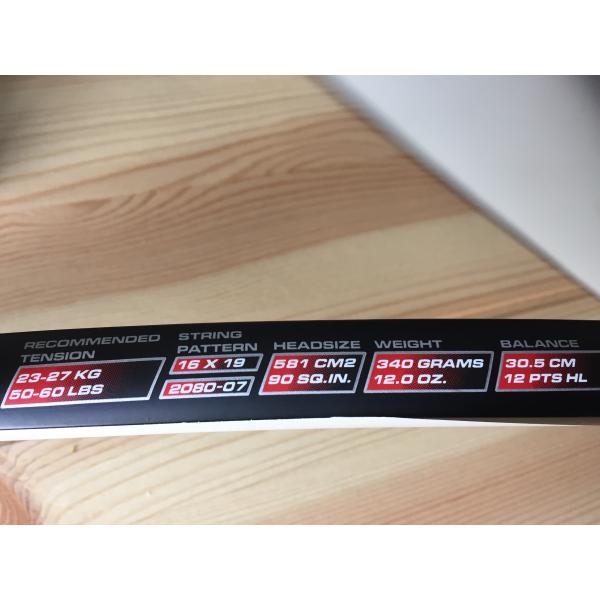 RECOMMENDED
TENSION
23-27 KG
50-60 LBS
STRING
PATTERN
16 X 19
2080-07
HEADSIZE
581 CM2
90 SQ.IN.
WEIGHT
340 GRAMS
12.0 OZ.
BALANCE
30.5 CM
12 PTS HL